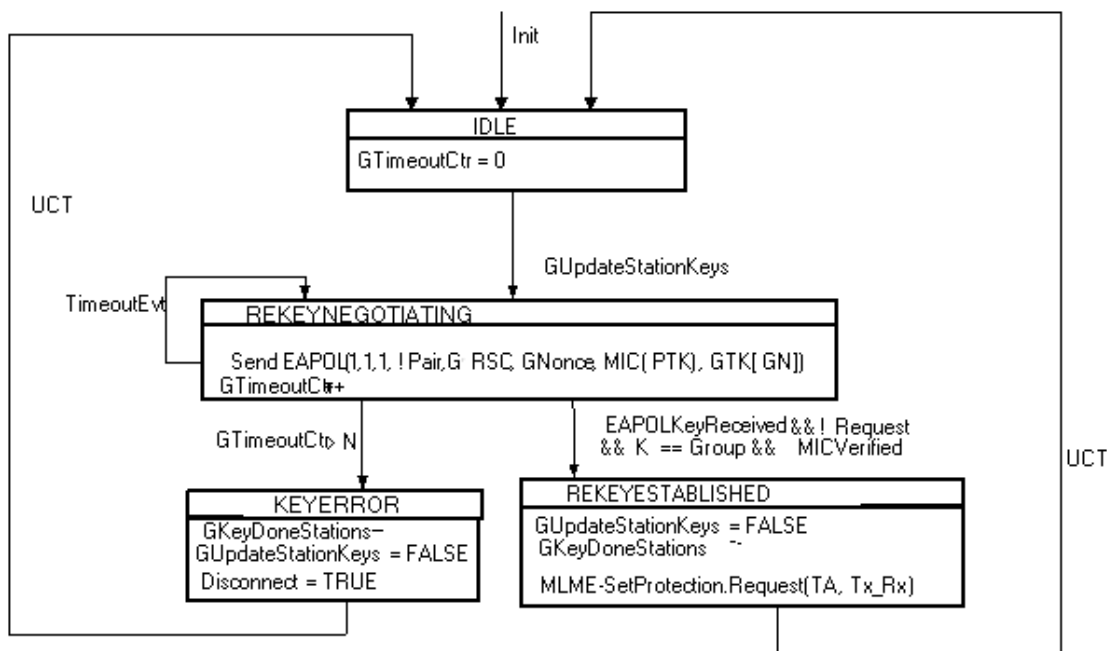 Init
IDLE
GTimeoutCtr = 0
UCT
GUpdateStationKeys
TimeoutEvt
REKEYNEGOTIATING
Send EAPOL(1,1,1, !Pair,G RSC, GNonce, MIC( PTK), GTK[ GN])
GTimeoutCtr++
GTimeoutCtr> N
EAPOLKeyReceived && ! Request
&& K == Group && MICVerified
UCT
KEYERROR
GKeyDoneStations--
GUpdateStationKeys = FALSE
Disconnect = TRUE
REKEYESTABLISHED
GUpdateStationKeys = FALSE
GKeyDoneStations --
MLME-SetProtection.Request(TA, Tx_Rx)